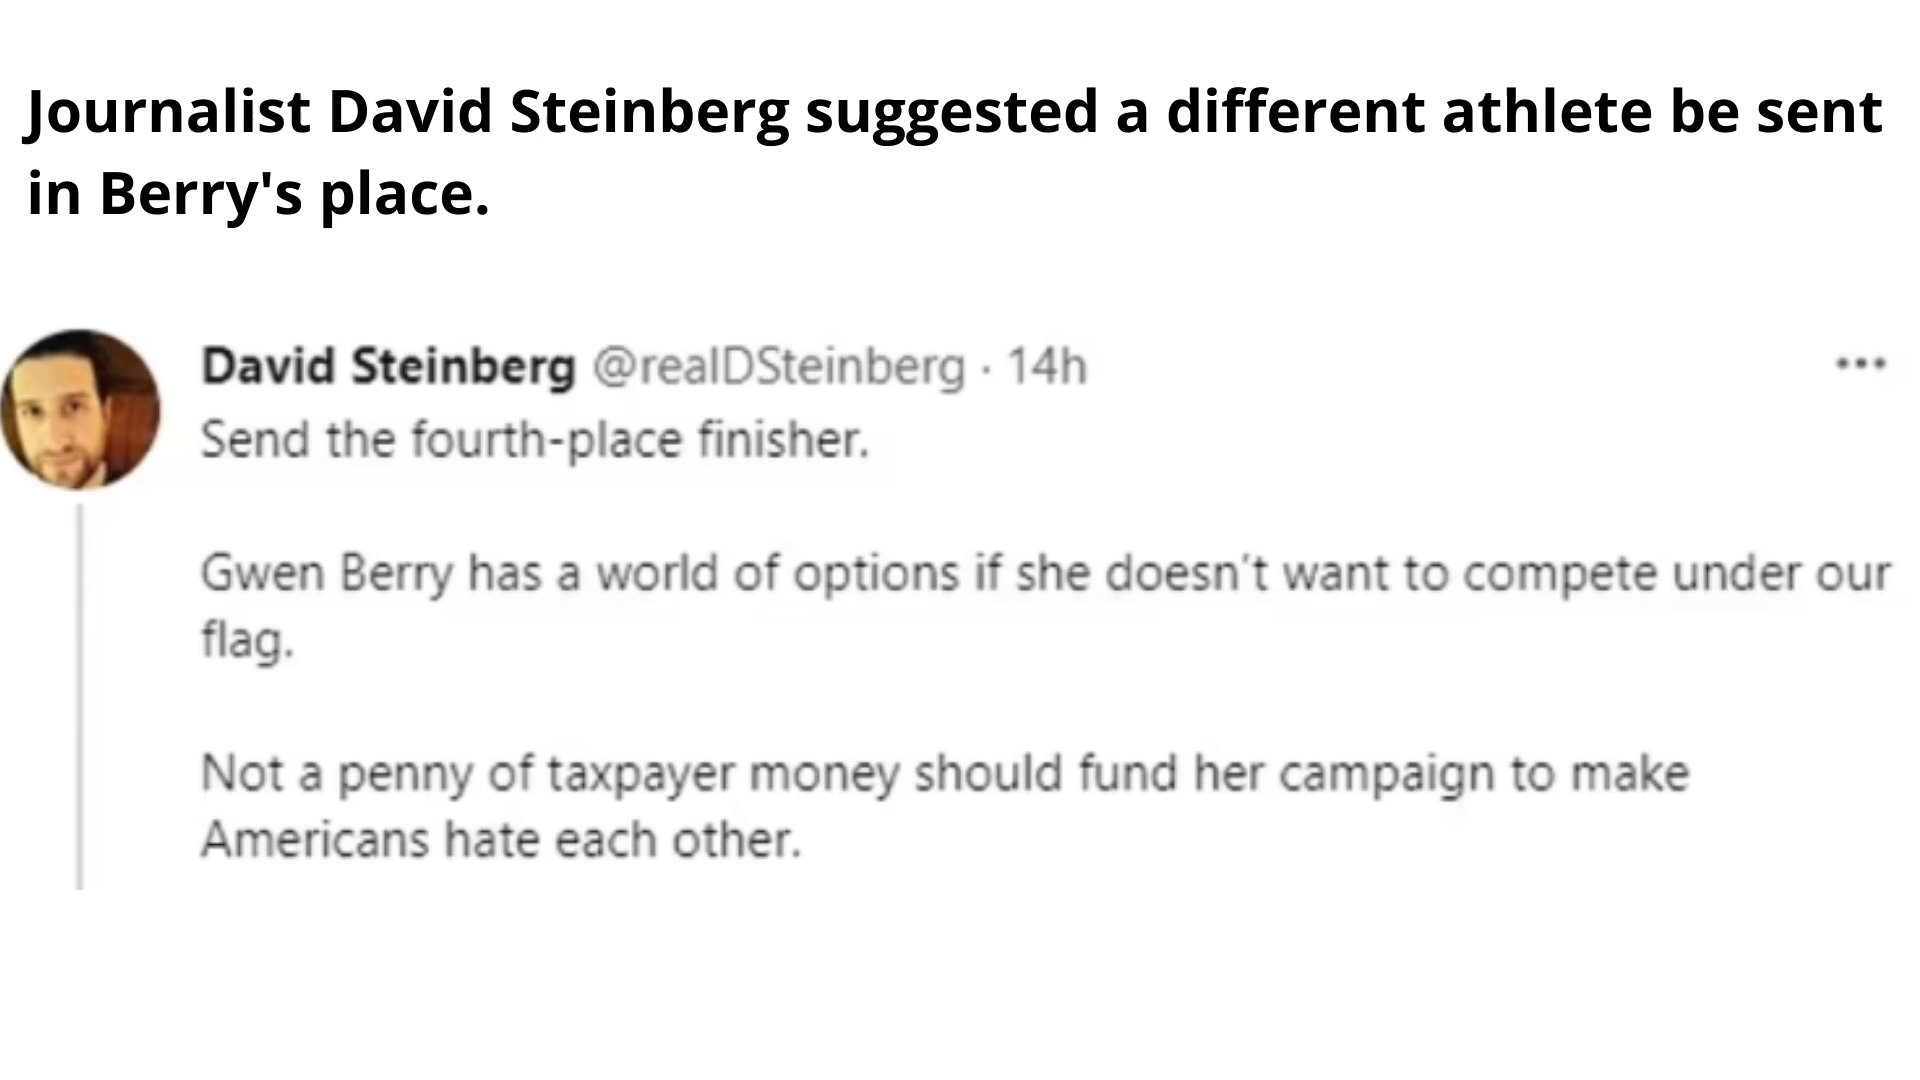 Journalist David Steinberg suggested a different athlete be sent
in Berry's place.
David Steinberg @realDSteinberg · 14h
Send the fourth-place finisher.
Gwen Berry has a world of options if she doesn't want to compete under our
flag.
Not a penny of taxpayer money should fund her campaign to make
Americans hate each other.